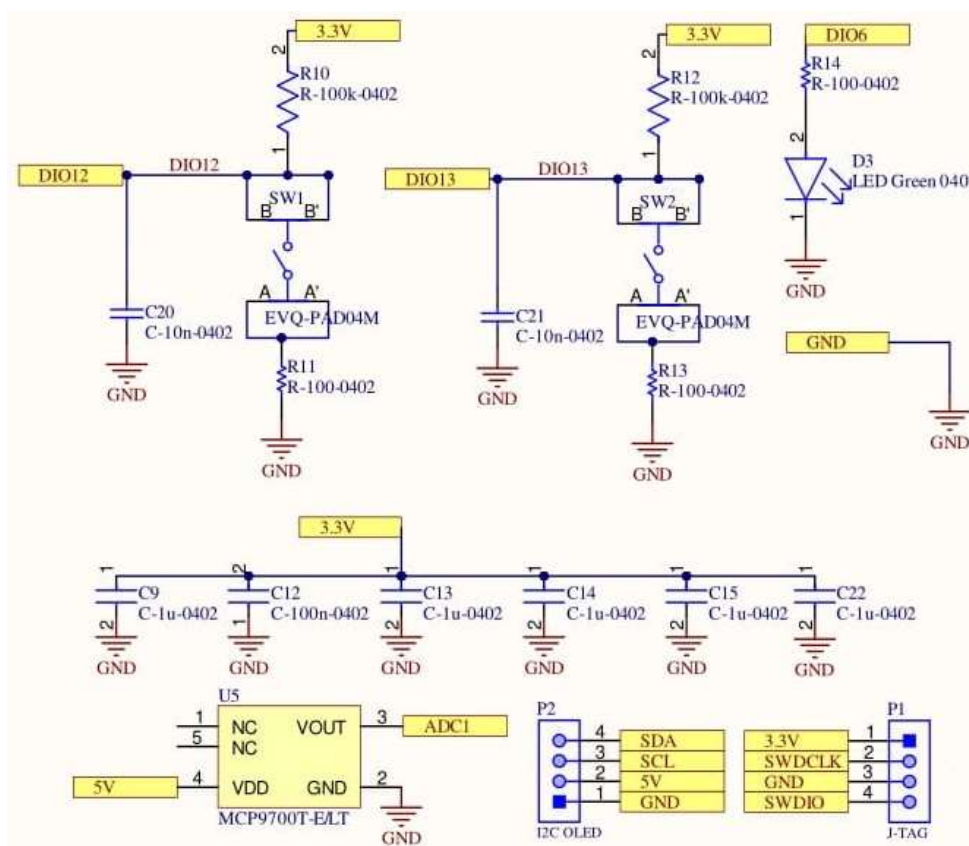 3.3V
2
R10
R-100k-0402
1
DIO12
DIO12
SW1
B B'
A A'
EVQ-PAD04M
C20
C-10n-0402
GND
R11
R-100-0402
GND
3.3V
2
R12
R-100k-0402
1
DIO13
DIO13
SW2
B B'
A A'
EVQ-PAD04M
C21
C-10n-0402
GND
R13
R-100-0402
GND
DIO6
R14
R-100-0402
2
D3
LED Green 040
1
GND
GND
GND
3.3V
1
C9
C-1u-0402
2
GND
2
C12
C-100n-0402
1
GND
1
C13
C-1u-0402
2
GND
1
C14
C-1u-0402
2
GND
1
C15
C-1u-0402
2
GND
1
C22
C-1u-0402
2
GND
U5
1 NC VOUT 3 ADC1
5 NC
5V 4 VDD GND 2
MCP9700T-E/LT
GND
P2
4 SDA
3 SCL
2 5V
1 GND
I2C OLED
P1
3.3V 1
SWDCLK 2
GND 3
SWDIO 4
J-TAG